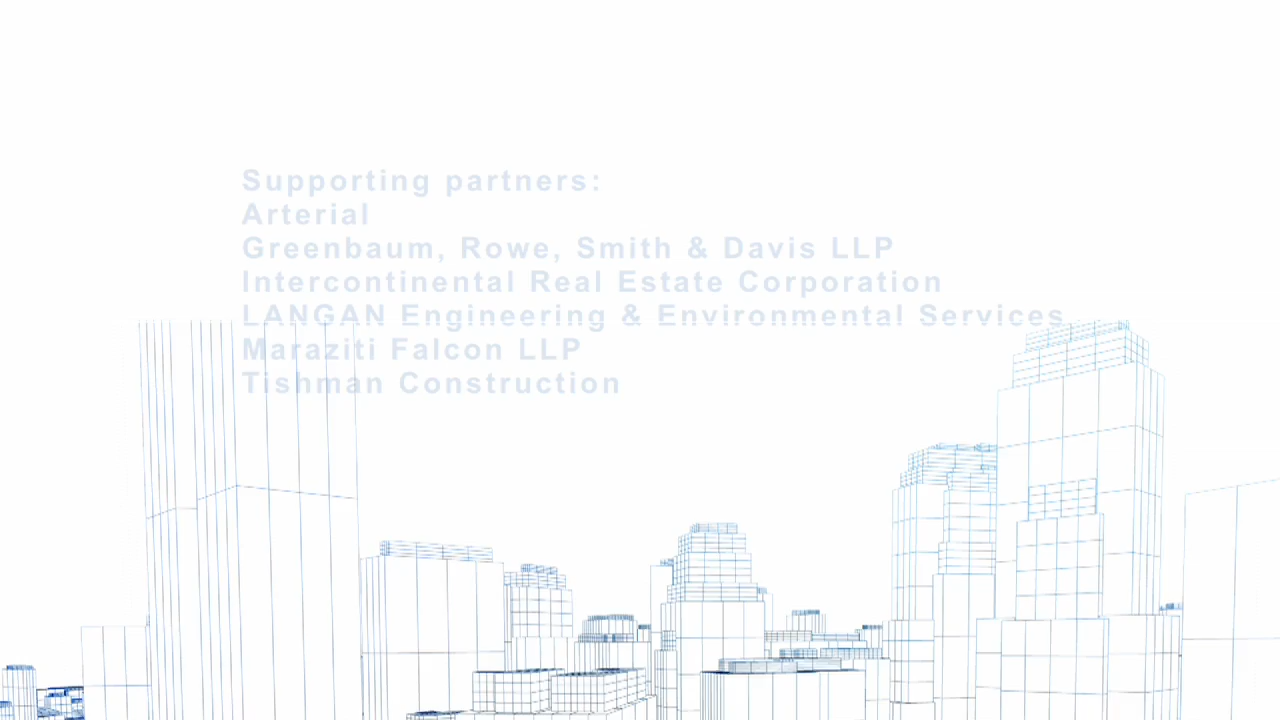 Supporting partners:
Arterial
Greenbaum, Rowe, Smith & Davis LLP
Intercontinental Real Estate Corporation
LANGAN Engineering & Environmental Services
Maraziti Falcon LLP
Tishman Construction